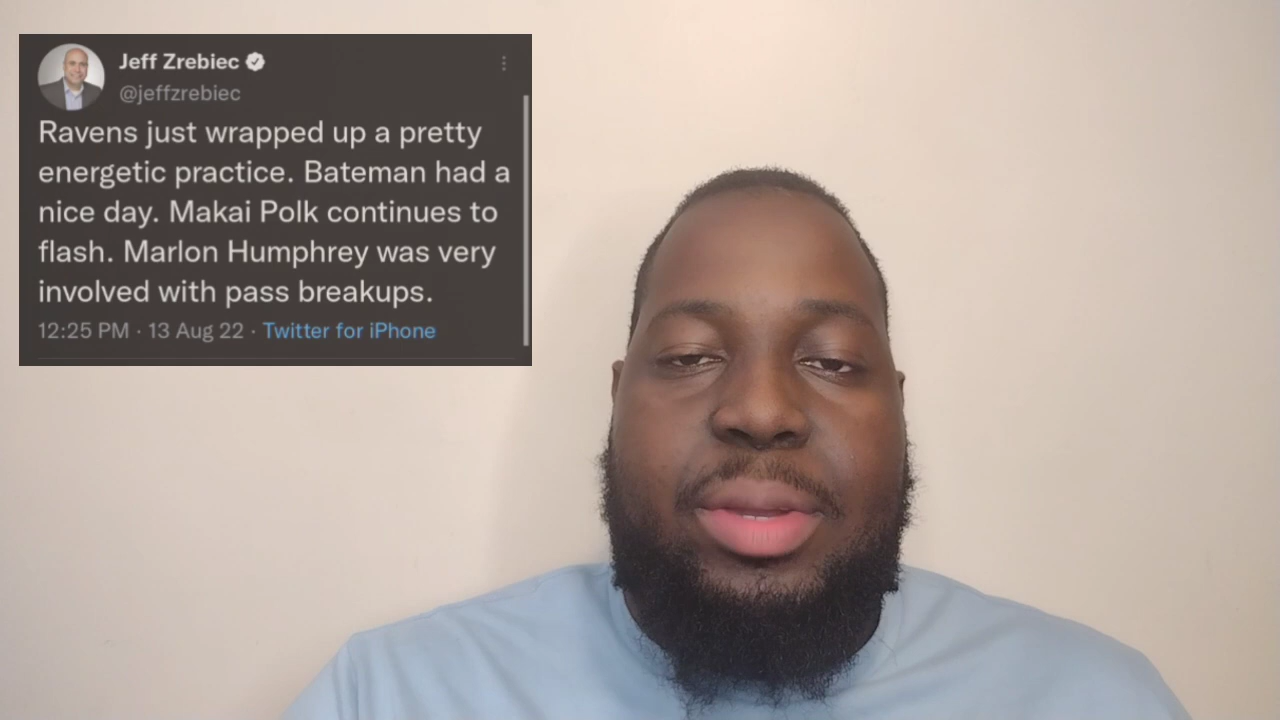 Jeff Zrebiec
@jeffzrebiec
Ravens just wrapped up a pretty
energetic practice. Bateman had a
nice day. Makai Polk continues to
flash. Marlon Humphrey was very
involved with pass breakups.
12:25 PM · 13 Aug 22 · Twitter for iPhone